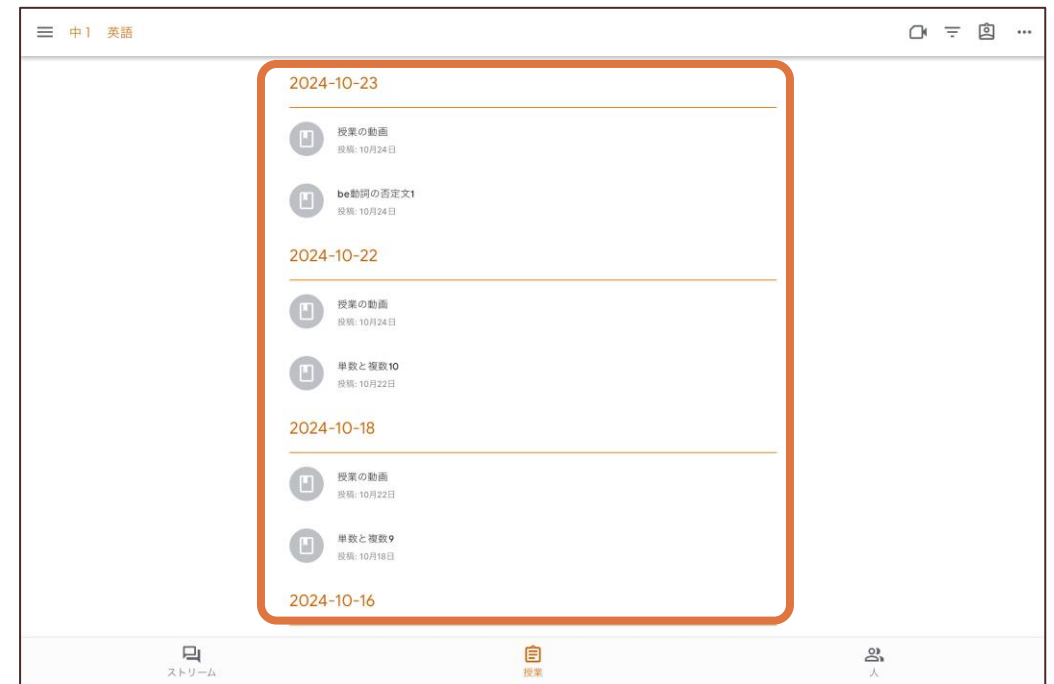 中1 英語
2024-10-23
授業の動画
投稿: 10月24日
be動詞の否定文1
投稿: 10月24日
2024-10-22
授業の動画
投稿: 10月24日
単数と複数10
投稿: 10月22日
2024-10-18
授業の動画
投稿: 10月22日
単数と複数9
投稿: 10月18日
2024-10-16
ストリーム
授業
人